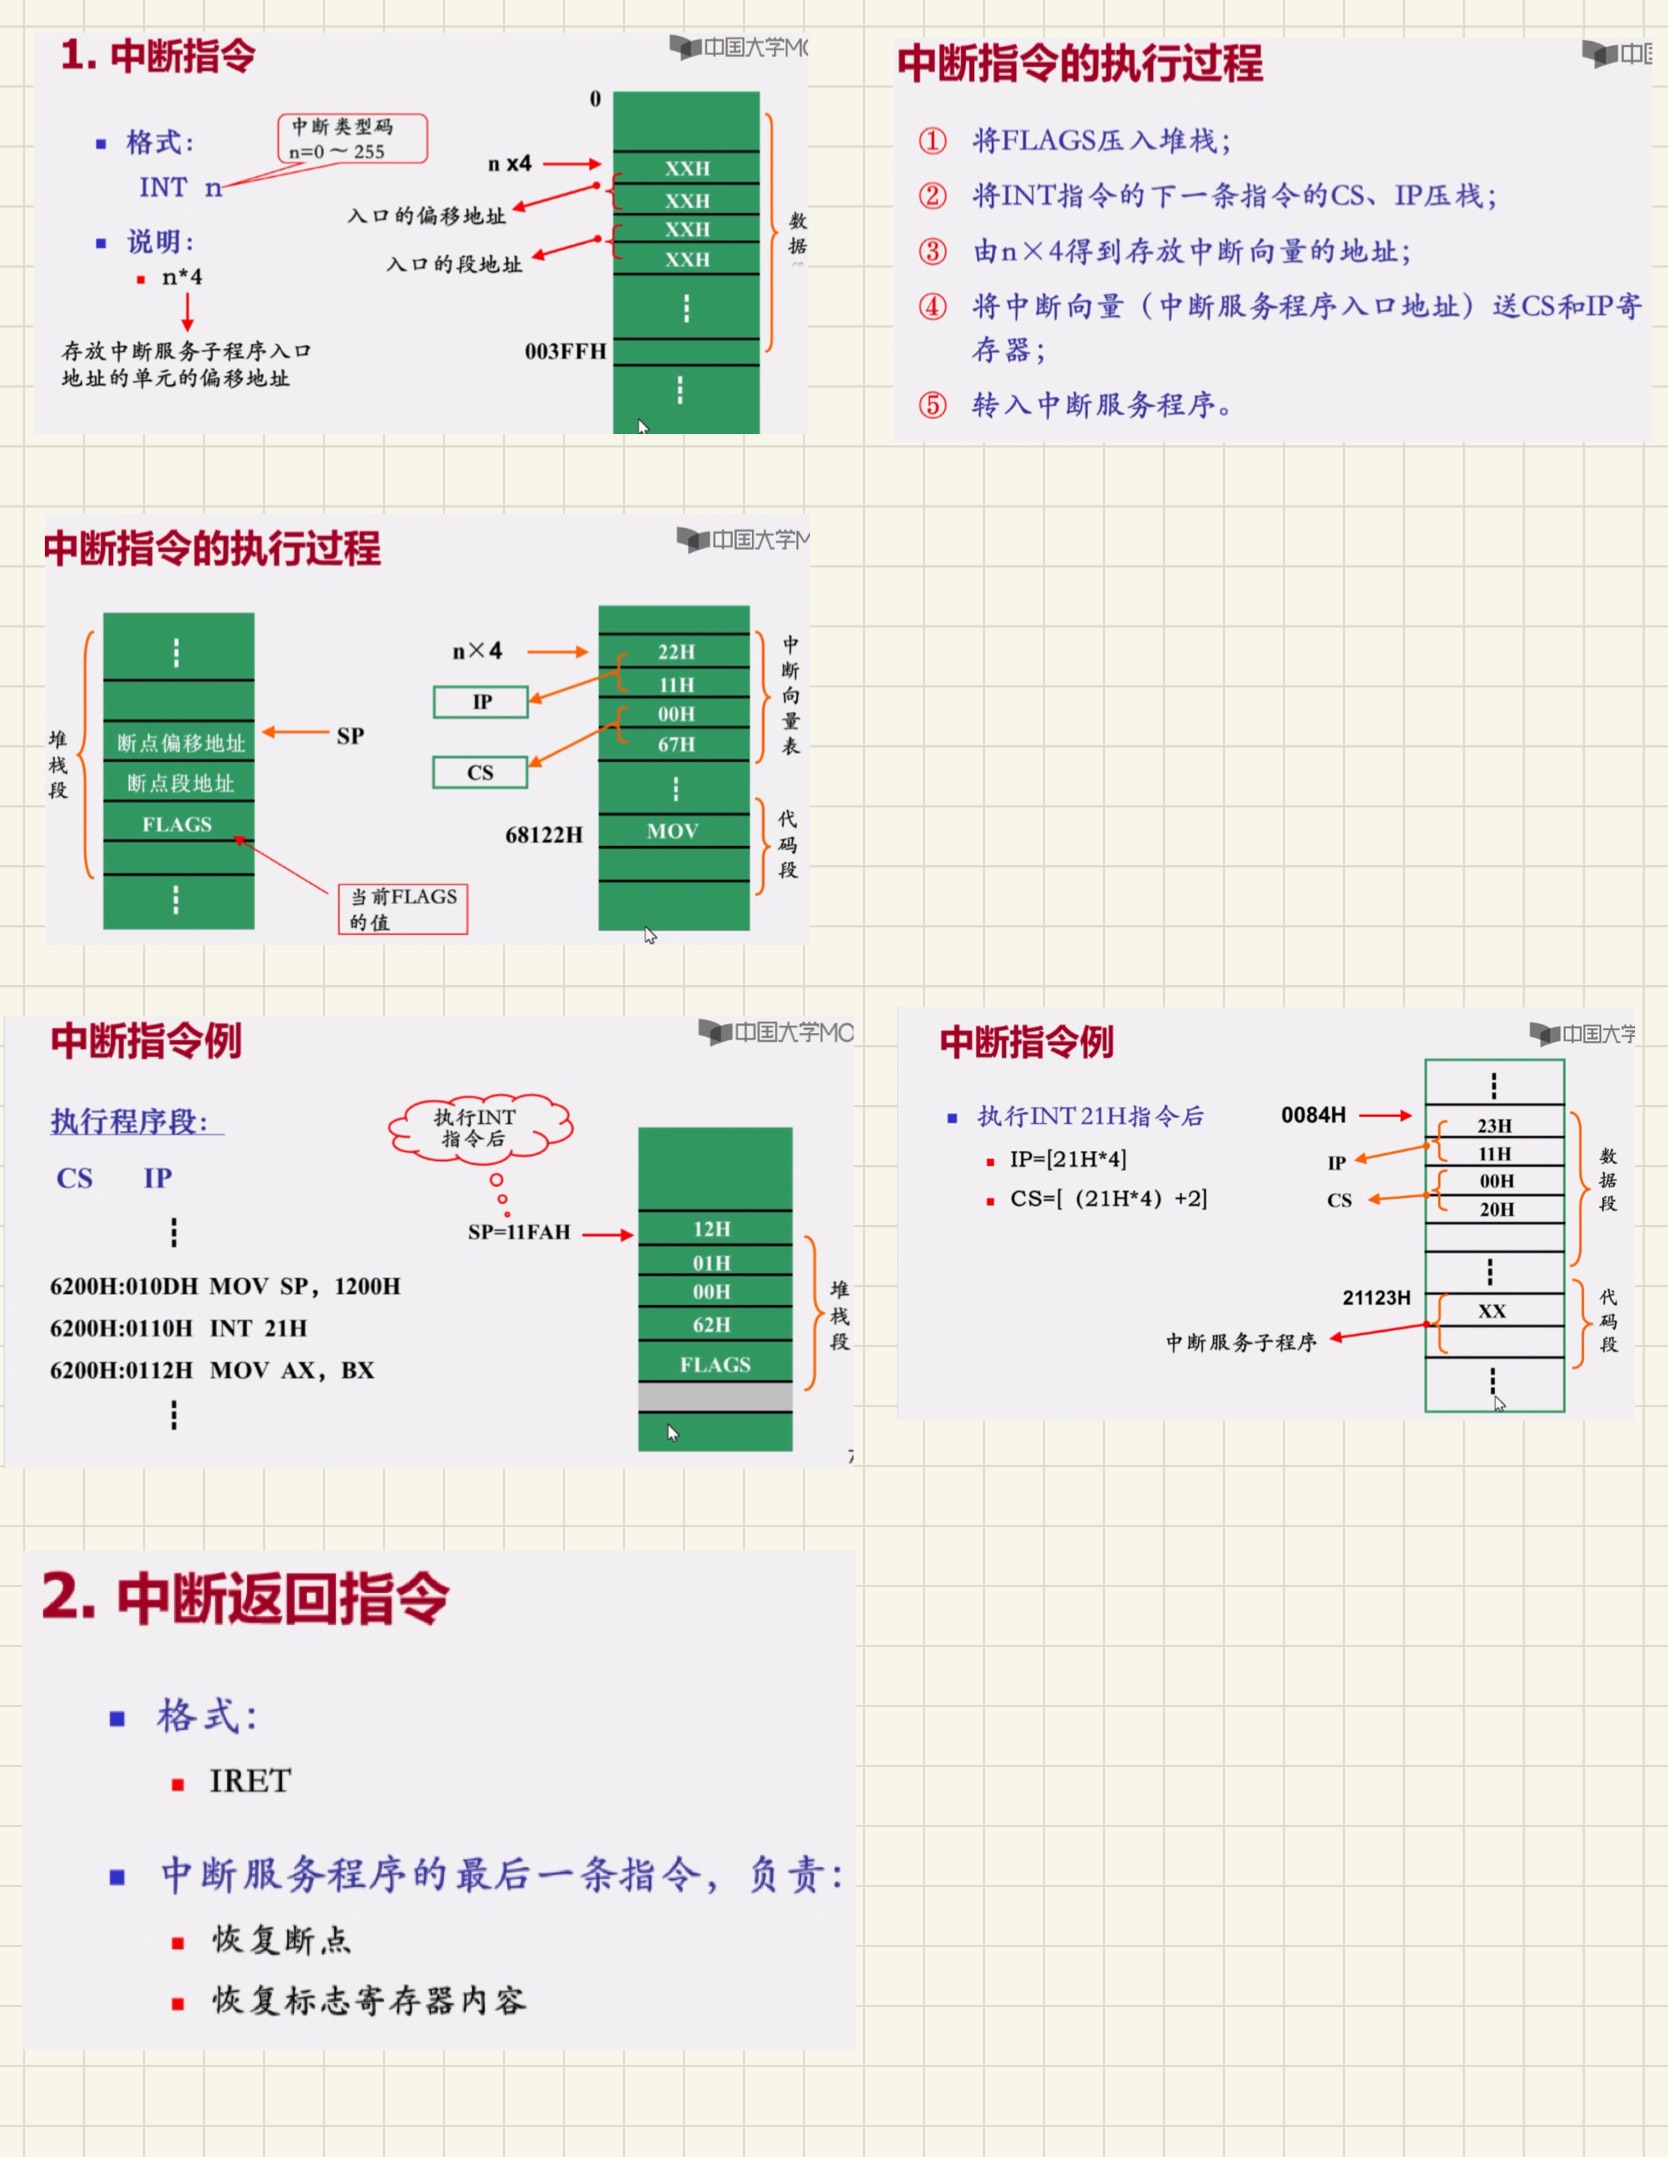 1. 中断指令
中国大学MO
格式：
INT n
中断类型码
n=0～255
说明：
n*4
存放中断服务子程序入口
地址的单元的偏移地址
0
n x4
入口的偏移地址
入口的段地址
003FFH
XXH
XXH
XXH
XXH
数据
中断指令的执行过程
① 将FLAGS压入堆栈；
② 将INT指令的下一条指令的CS、IP压栈；
③ 由n×4得到存放中断向量的地址；
④ 将中断向量（中断服务程序入口地址）送CS和IP寄
存器；
⑤ 转入中断服务程序。
中断指令的执行过程
中国大学M
堆栈段
断点偏移地址
断点段地址
FLAGS
SP
当前FLAGS
的值
n×4
IP
CS
68122H
22H
11H
00H
67H
MOV
中断向量表
代码段
中断指令例
中国大学MO
执行程序段：
CS IP
6200H:010DH MOV SP，1200H
6200H:0110H INT 21H
6200H:0112H MOV AX，BX
执行INT
指令后
SP=11FAH
12H
01H
00H
62H
FLAGS
堆栈段
中断指令例
中国大学
执行INT 21H指令后
IP=[21H*4]
CS=[（21H*4）+2]
0084H
IP
CS
21123H
中断服务子程序
23H
11H
00H
20H
XX
数据段
代码段
2. 中断返回指令
格式：
IRET
中断服务程序的最后一条指令，负责：
恢复断点
恢复标志寄存器内容